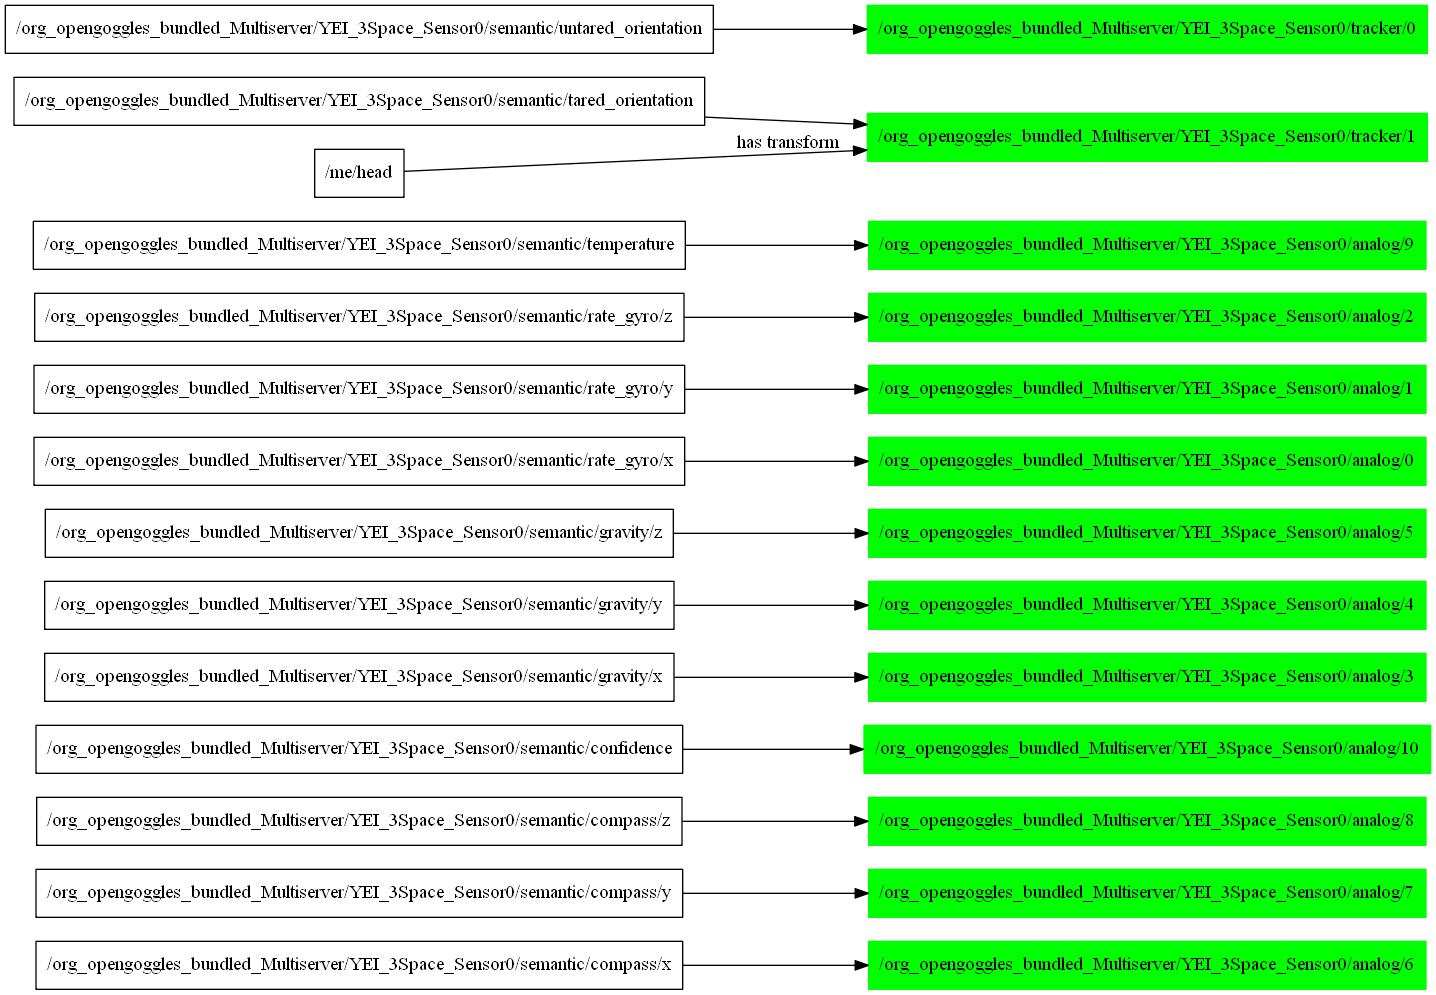 /org_opengoggles_bundled_Multiserver/YEI_3Space_Sensor0/semantic/untared_orientation
/org_opengoggles_bundled_Multiserver/YEI_3Space_Sensor0/tracker/0
/org_opengoggles_bundled_Multiserver/YEI_3Space_Sensor0/semantic/tared_orientation
/org_opengoggles_bundled_Multiserver/YEI_3Space_Sensor0/tracker/1
has transform
/me/head
/org_opengoggles_bundled_Multiserver/YEI_3Space_Sensor0/semantic/temperature
/org_opengoggles_bundled_Multiserver/YEI_3Space_Sensor0/analog/9
/org_opengoggles_bundled_Multiserver/YEI_3Space_Sensor0/semantic/rate_gyro/z
/org_opengoggles_bundled_Multiserver/YEI_3Space_Sensor0/analog/2
/org_opengoggles_bundled_Multiserver/YEI_3Space_Sensor0/semantic/rate_gyro/y
/org_opengoggles_bundled_Multiserver/YEI_3Space_Sensor0/analog/1
/org_opengoggles_bundled_Multiserver/YEI_3Space_Sensor0/semantic/rate_gyro/x
/org_opengoggles_bundled_Multiserver/YEI_3Space_Sensor0/analog/0
/org_opengoggles_bundled_Multiserver/YEI_3Space_Sensor0/semantic/gravity/z
/org_opengoggles_bundled_Multiserver/YEI_3Space_Sensor0/analog/5
/org_opengoggles_bundled_Multiserver/YEI_3Space_Sensor0/semantic/gravity/y
/org_opengoggles_bundled_Multiserver/YEI_3Space_Sensor0/analog/4
/org_opengoggles_bundled_Multiserver/YEI_3Space_Sensor0/semantic/gravity/x
/org_opengoggles_bundled_Multiserver/YEI_3Space_Sensor0/analog/3
/org_opengoggles_bundled_Multiserver/YEI_3Space_Sensor0/semantic/confidence
/org_opengoggles_bundled_Multiserver/YEI_3Space_Sensor0/analog/10
/org_opengoggles_bundled_Multiserver/YEI_3Space_Sensor0/semantic/compass/z
/org_opengoggles_bundled_Multiserver/YEI_3Space_Sensor0/analog/8
/org_opengoggles_bundled_Multiserver/YEI_3Space_Sensor0/semantic/compass/y
/org_opengoggles_bundled_Multiserver/YEI_3Space_Sensor0/analog/7
/org_opengoggles_bundled_Multiserver/YEI_3Space_Sensor0/semantic/compass/x
/org_opengoggles_bundled_Multiserver/YEI_3Space_Sensor0/analog/6